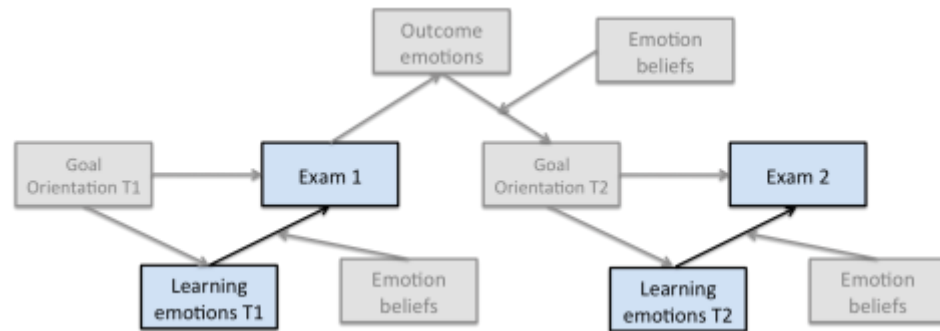 Outcome
emotions
Emotion
beliefs
Goal
Orientation T1
Exam 1
Goal
Orientation T2
Exam 2
Learning
emotions T1
Emotion
beliefs
Learning
emotions T2
Emotion
beliefs